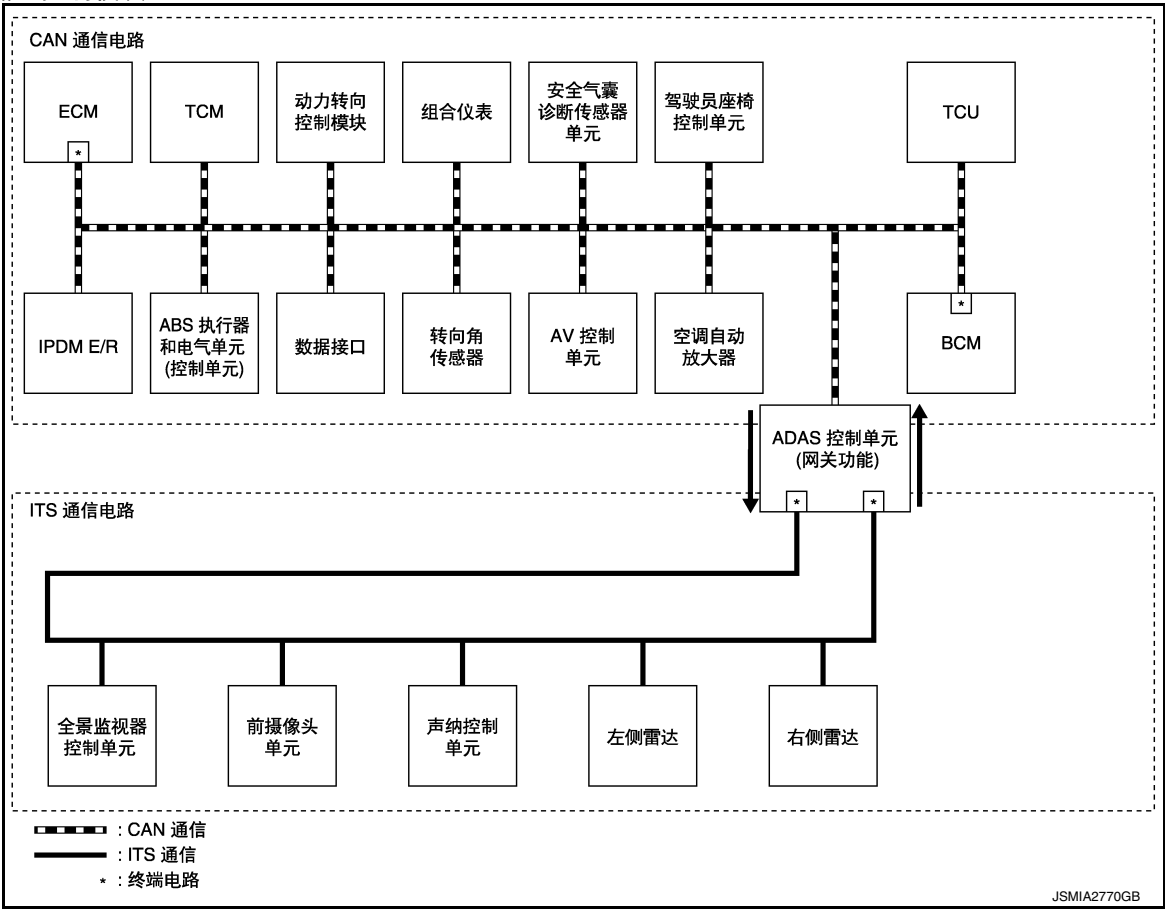 CAN 通信电路
ECM
*
TCM
动力转向
控制模块
组合仪表
安全气囊
诊断传感器
单元
驾驶员座椅
控制单元
TCU
IPDM E/R
ABS 执行器
和电气单元
(控制单元)
数据接口
转向角
传感器
AV 控制
单元
空调自动
放大器
*
BCM
ADAS 控制单元
(网关功能)
* *
ITS 通信电路
全景监视器
控制单元
前摄像头
单元
声纳控制
单元
左侧雷达
右侧雷达
: CAN 通信
: ITS 通信
* : 终端电路
JSMIA2770GB